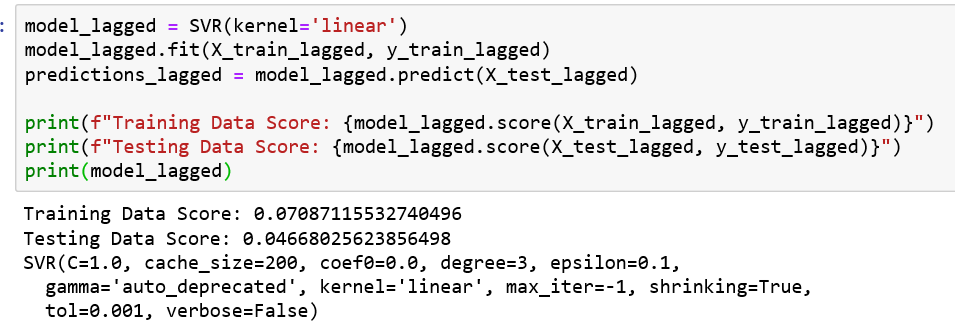 :
model_lagged = SVR(kernel='linear')
model_lagged.fit(X_train_lagged, y_train_lagged)
predictions_lagged = model_lagged.predict(X_test_lagged)
print(f"Training Data Score: {model_lagged.score(X_train_lagged, y_train_lagged)}")
print(f"Testing Data Score: {model_lagged.score(X_test_lagged, y_test_lagged)}")
print(model_lagged)
Training Data Score: 0.07087115532740496
Testing Data Score: 0.04668025623856498
SVR(C=1.0, cache_size=200, coef0=0.0, degree=3, epsilon=0.1,
gamma='auto_deprecated', kernel='linear', max_iter=-1, shrinking=True,
tol=0.001, verbose=False)